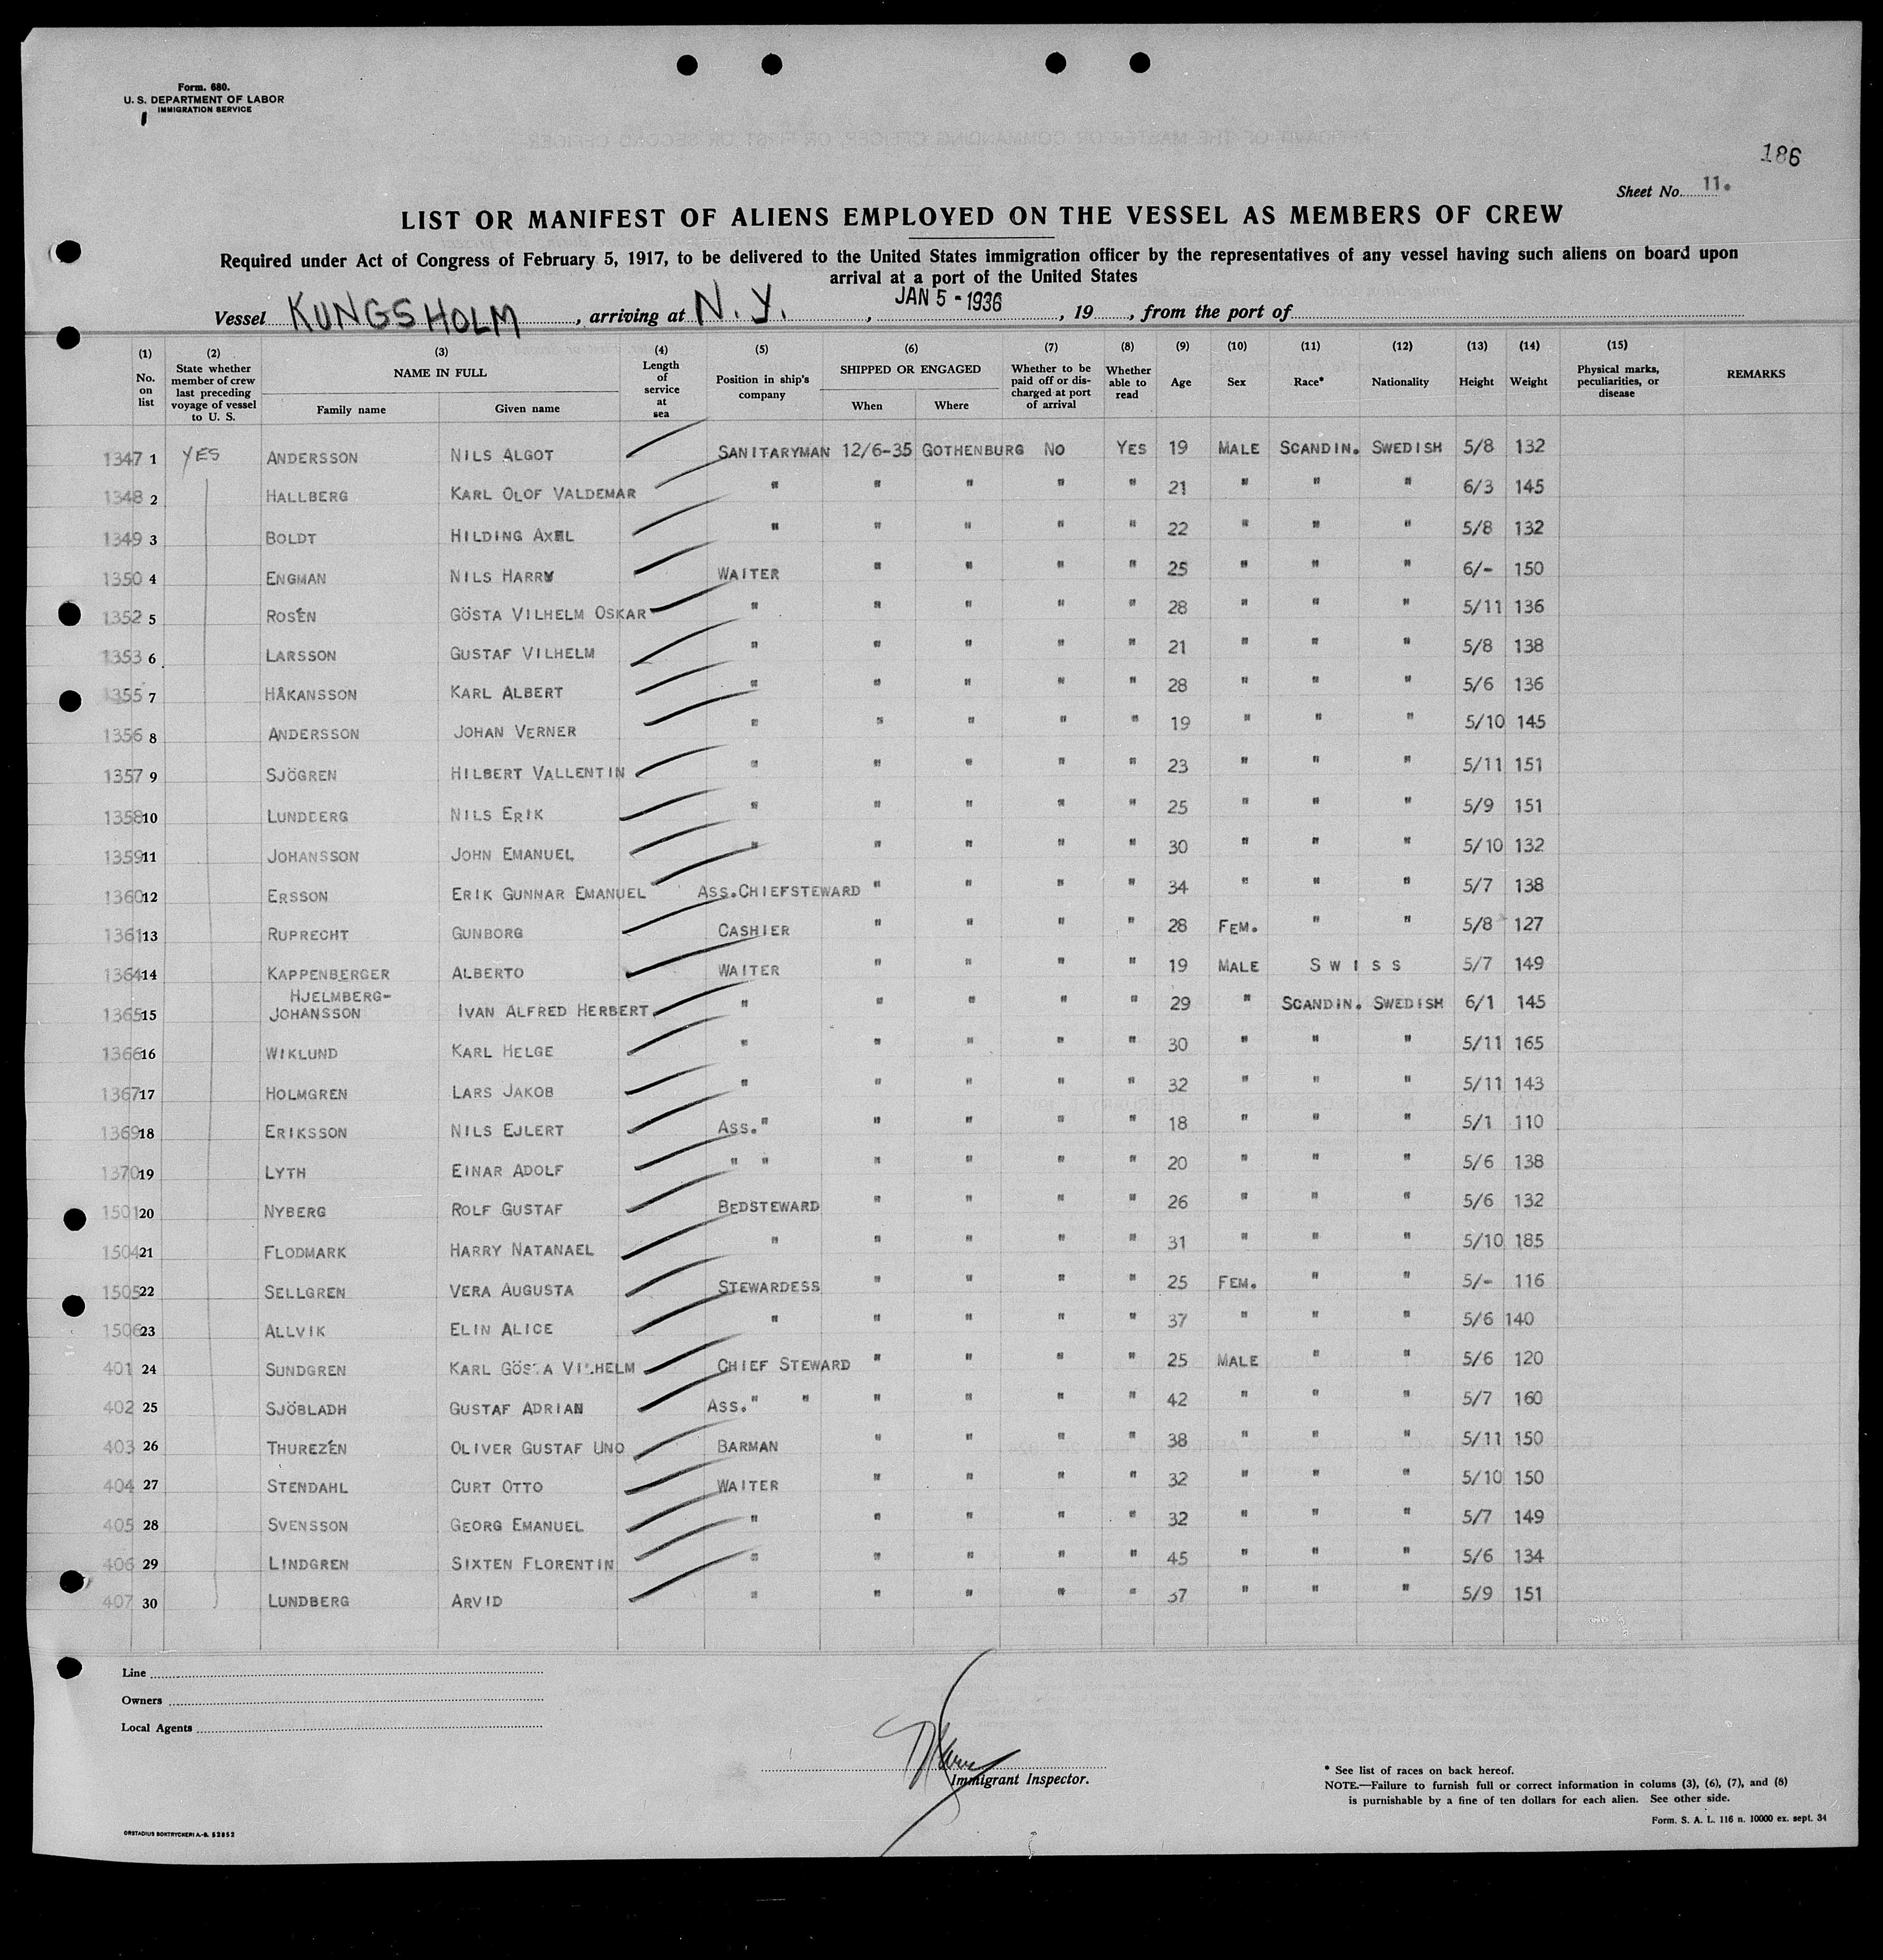 Form. 680.
U. S. DEPARTMENT OF LABOR
IMMIGRATION SERVICE
186
Sheet No. 11.
LIST OR MANIFEST OF ALIENS EMPLOYED ON THE VESSEL AS MEMBERS OF CREW
Required under Act of Congress of February 5, 1917, to be delivered to the United States immigration officer by the representatives of any vessel having such aliens on board upon
arrival at a port of the United States
Vessel KUNGSHOLM, arriving at N. Y., JAN 5 - 1936, 19 , from the port of
(1) No. on list (2) State whether member of crew last preceding voyage of vessel to U. S. (3) NAME IN FULL Family name Given name (4) Length of service at sea (5) Position in ship's company (6) SHIPPED OR ENGAGED When Where (7) Whether to be paid off or discharged at port of arrival (8) Whether able to read (9) Age (10) Sex (11) Race* (12) Nationality (13) Height (14) Weight (15) Physical marks, peculiarities, or disease REMARKS
1347 1 YES ANDERSSON NILS ALGOT SANITARYMAN 12/6-35 GOTHENBURG NO YES 19 MALE SCANDIN. SWEDISH 5/8 132
1348 2 HALLBERG KARL OLOF VALDEMAR " " " " " 21 " " " 6/3 145
1349 3 BOLDT HILDING AXEL " " " " " 22 " " " 5/8 132
1350 4 ENGMAN NILS HARRY WAITER " " " " 25 " " " 6/- 150
1352 5 ROSÉN GÖSTA VILHELM OSKAR " " " " " 28 " " " 5/11 136
1353 6 LARSSON GUSTAF VILHELM " " " " " 21 " " " 5/8 138
1355 7 HÅKANSSON KARL ALBERT " " " " " 28 " " " 5/6 136
1356 8 ANDERSSON JOHAN VERNER " " " " " 19 " " " 5/10 145
1357 9 SJÖGREN HILBERT VALLENTIN " " " " " 23 " " " 5/11 151
1358 10 LUNDBERG NILS ERIK " " " " " 25 " " " 5/9 151
1359 11 JOHANSSON JOHN EMANUEL " " " " " 30 " " " 5/10 132
1360 12 ERSSON ERIK GUNNAR EMANUEL ASS.CHIEFSTEWARD " " " " 34 " " " 5/7 138
1361 13 RUPRECHT GUNBORG CASHIER " " " " 28 FEM. " " 5/8 127
1364 14 KAPPENBERGER ALBERTO WAITER " " " " 19 MALE SWISS 5/7 149
HJELMBERG-
1365 15 JOHANSSON IVAN ALFRED HERBERT " " " " " 29 " SCANDIN. SWEDISH 6/1 145
1366 16 WIKLUND KARL HELGE " " " " " 30 " " " 5/11 165
1367 17 HOLMGREN LARS JAKOB " " " " " 32 " " " 5/11 143
1369 18 ERIKSSON NILS EJLERT ASS." " " " " 18 " " " 5/1 110
1370 19 LYTH EINAR ADOLF " " " " " " 20 " " " 5/6 138
1501 20 NYBERG ROLF GUSTAF BEDSTEWARD " " " " 26 " " " 5/6 132
1504 21 FLODMARK HARRY NATANAEL " " " " " 31 " " " 5/10 185
1505 22 SELLGREN VERA AUGUSTA STEWARDESS " " " " 25 FEM. " " 5/- 116
1506 23 ALLVIK ELIN ALICE " " " " " 37 " " " 5/6 140
401 24 SUNDGREN KARL GÖSTA VILHELM CHIEF STEWARD " " " " 25 MALE " " 5/6 120
402 25 SJÖBLADH GUSTAF ADRIAN ASS." " " " " " 42 " " " 5/7 160
403 26 THUREZÉN OLIVER GUSTAF UNO BARMAN " " " " 38 " " " 5/11 150
404 27 STENDAHL CURT OTTO WAITER " " " " 32 " " " 5/10 150
405 28 SVENSSON GEORG EMANUEL " " " " " 32 " " " 5/7 149
406 29 LINDGREN SIXTEN FLORENTIN " " " " " 45 " " " 5/6 134
407 30 LUNDBERG ARVID " " " " " 37 " " " 5/9 151
Line
Owners
Local Agents
Immigrant Inspector.
* See list of races on back hereof.
NOTE.—Failure to furnish full or correct information in colums (3), (6), (7), and (8)
is punishable by a fine of ten dollars for each alien. See other side.
Form. S. A. L. 116 n. 10000 ex. sept. 34
ORSTADIUS BOKTRYCKERI A.-B. 52852